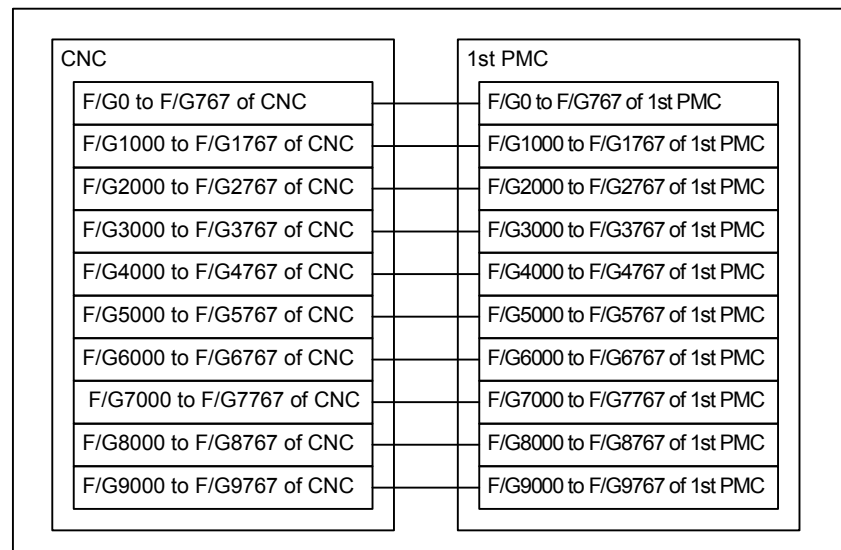 CNC
F/G0 to F/G767 of CNC
F/G1000 to F/G1767 of CNC
F/G2000 to F/G2767 of CNC
F/G3000 to F/G3767 of CNC
F/G4000 to F/G4767 of CNC
F/G5000 to F/G5767 of CNC
F/G6000 to F/G6767 of CNC
F/G7000 to F/G7767 of CNC
F/G8000 to F/G8767 of CNC
F/G9000 to F/G9767 of CNC
1st PMC
F/G0 to F/G767 of 1st PMC
F/G1000 to F/G1767 of 1st PMC
F/G2000 to F/G2767 of 1st PMC
F/G3000 to F/G3767 of 1st PMC
F/G4000 to F/G4767 of 1st PMC
F/G5000 to F/G5767 of 1st PMC
F/G6000 to F/G6767 of 1st PMC
F/G7000 to F/G7767 of 1st PMC
F/G8000 to F/G8767 of 1st PMC
F/G9000 to F/G9767 of 1st PMC